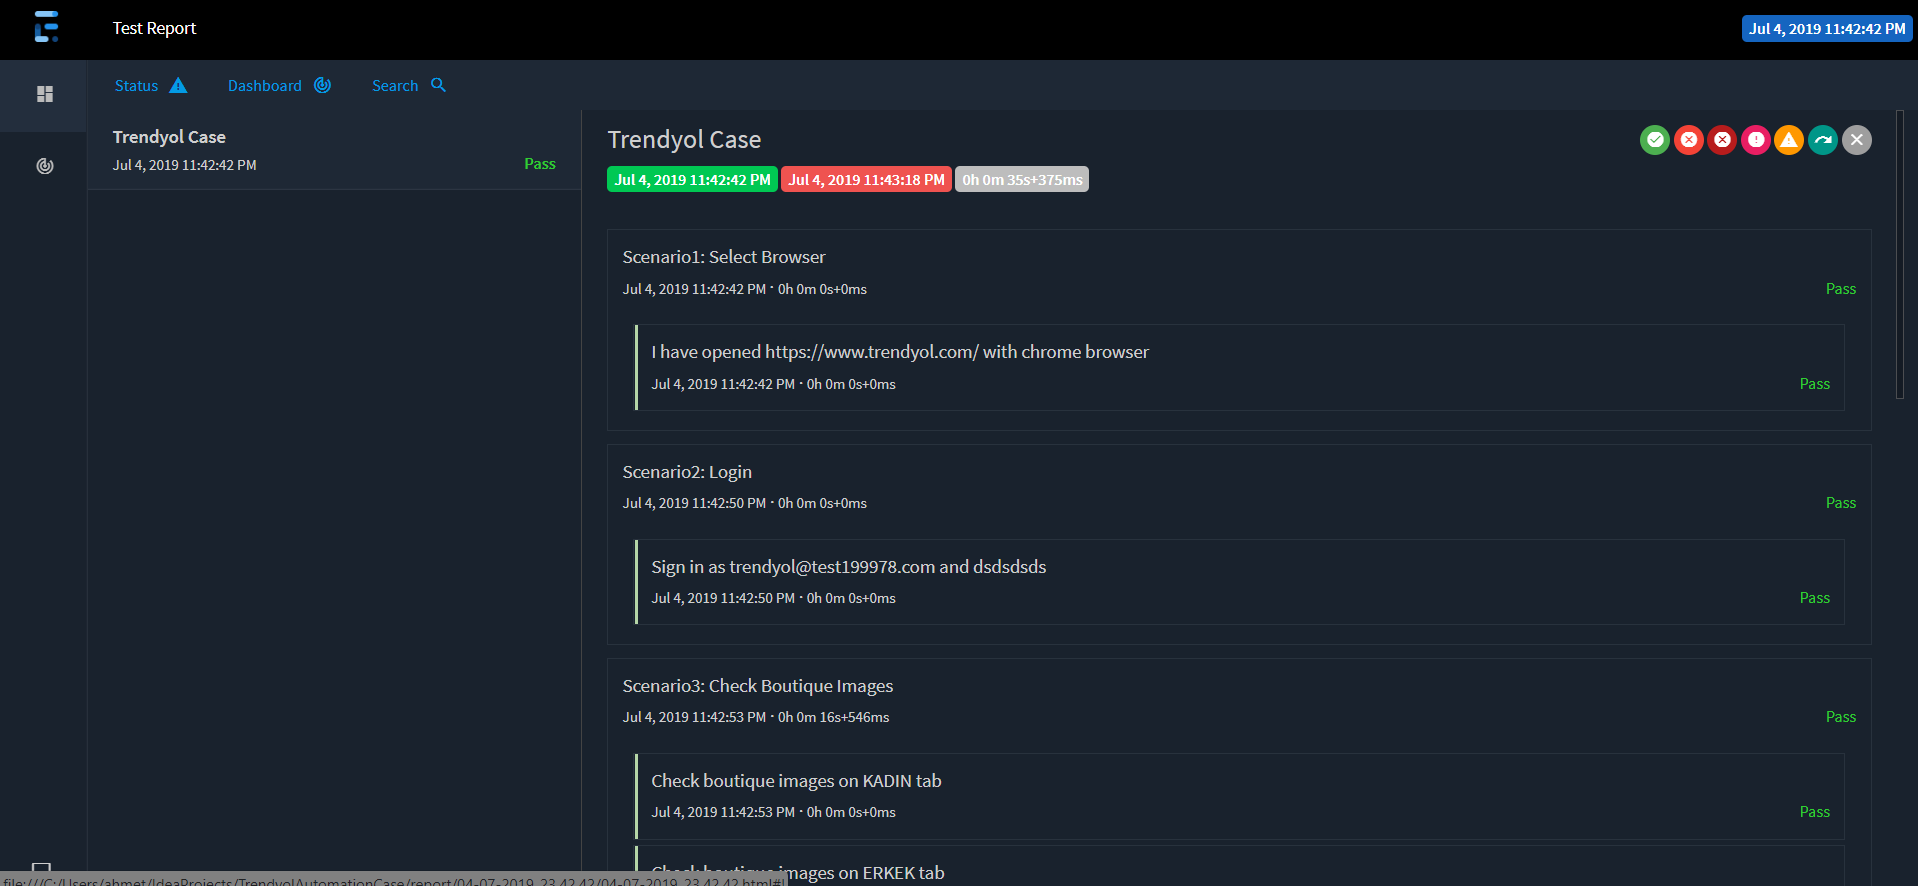 Test Report
Jul 4, 2019 11:42:42 PM
Status
Dashboard
Search
Trendyol Case
Jul 4, 2019 11:42:42 PM
Pass
Trendyol Case
Jul 4, 2019 11:42:42 PM Jul 4, 2019 11:43:18 PM 0h 0m 35s+375ms
Scenario1: Select Browser
Jul 4, 2019 11:42:42 PM · 0h 0m 0s+0ms
Pass
I have opened https://www.trendyol.com/ with chrome browser
Jul 4, 2019 11:42:42 PM · 0h 0m 0s+0ms
Pass
Scenario2: Login
Jul 4, 2019 11:42:50 PM · 0h 0m 0s+0ms
Pass
Sign in as trendyol@test199978.com and dsdsdsds
Jul 4, 2019 11:42:50 PM · 0h 0m 0s+0ms
Pass
Scenario3: Check Boutique Images
Jul 4, 2019 11:42:53 PM · 0h 0m 16s+546ms
Pass
Check boutique images on KADIN tab
Jul 4, 2019 11:42:53 PM · 0h 0m 0s+0ms
Pass
Check boutique images on ERKEK tab
file:///C:/Users/ahmet/IdeaProjects/TrendyolAutomationCase/report/04-07-2019_23.42.42/04-07-2019_23.42.42.html#!